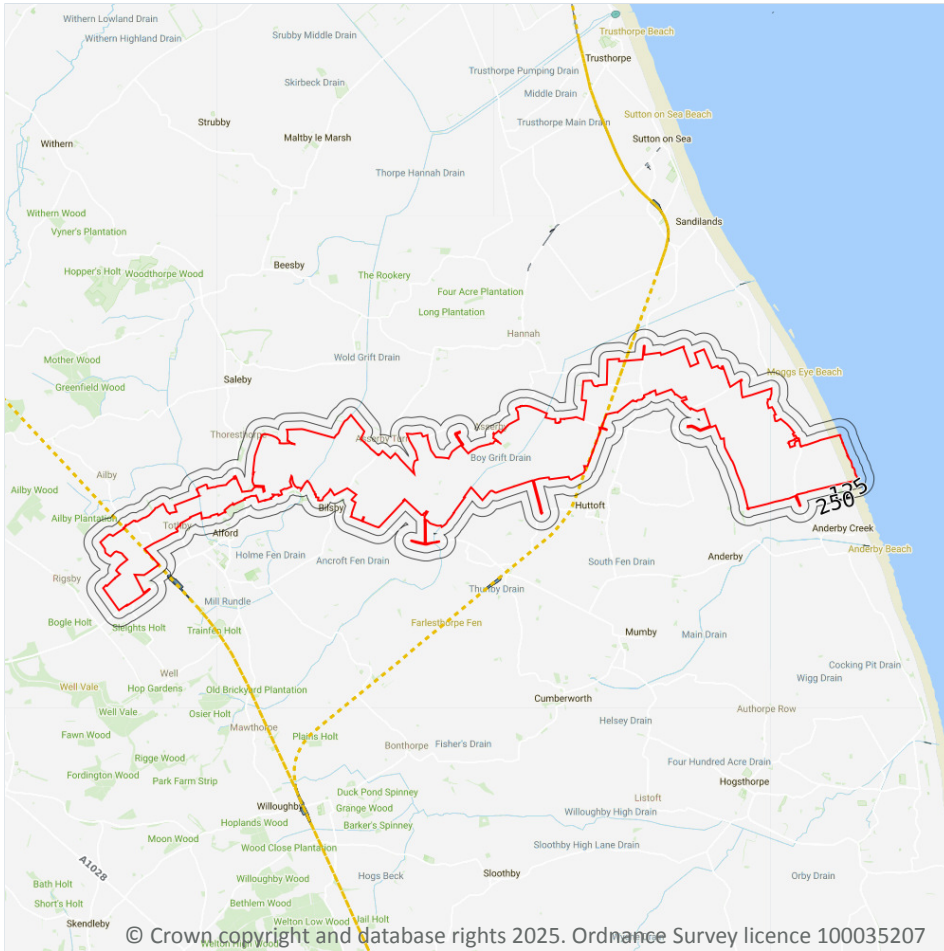 Withern Lowland Drain
Trusthorpe Beach
Withern Highland Drain
Srubby Middle Drain
Trusthorpe
Trusthorpe Pumping Drain
Skirbeck Drain
Middle Drain
Sutton on Sea Beach
Trusthorpe Main Drain
Strubby
Maltby le Marsh
Sutton on Sea
Withern
Thorpe Hannah Drain
Withern Wood
Sandilands
Vyner's Plantation
Beesby
Hopper's Holt
Woodthorpe Wood
The Rookery
Four Acre Plantation
Long Plantation
Hannah
Wold Grift Drain
Mother Wood
Moggs Eye Beach
Saleby
Greenfield Wood
Asserby
Thoresthorpe
Asserby Turn
Boy Grift Drain
Ailby
Ailby Wood
125
250
Bilsby
Huttoft
Ailby Plantation
Tothby
Alford
Anderby Creek
Anderby Beach
Holme Fen Drain
Ancroft Fen Drain
South Fen Drain
Anderby
Rigsby
Thurlby Drain
Mill Rundle
Bogle Holt
Sleights Holt
Trainfen Holt
Farlesthorpe Fen
Mumby
Main Drain
Cocking Pit Drain
Well
Wigg Drain
Well Vale
Hop Gardens
Old Brickyard Plantation
Cumberworth
Authorpe Row
Well Vale
Osier Holt
Helsey Drain
Mawthorpe
Fawn Wood
Plains Holt
Bonthorpe
Fisher's Drain
Rigge Wood
Four Hundred Acre Drain
Fordington Wood
Park Farm Strip
Hogsthorpe
Duck Pond Spinney
Listoft
Willoughby
Grange Wood
Willoughby High Drain
Hoplands Wood
Barker's Spinney
Moon Wood
Wood Close Plantation
Sloothby High Lane Drain
A1028
Hogs Beck
Sloothby
Orby Drain
Bath Holt
Willoughby Wood
Short's Holt
Bethlem Wood
Skendleby
Welton Low Wood
Jail Holt
Welton High Wood
© Crown copyright and database rights 2025. Ordnance Survey licence 100035207